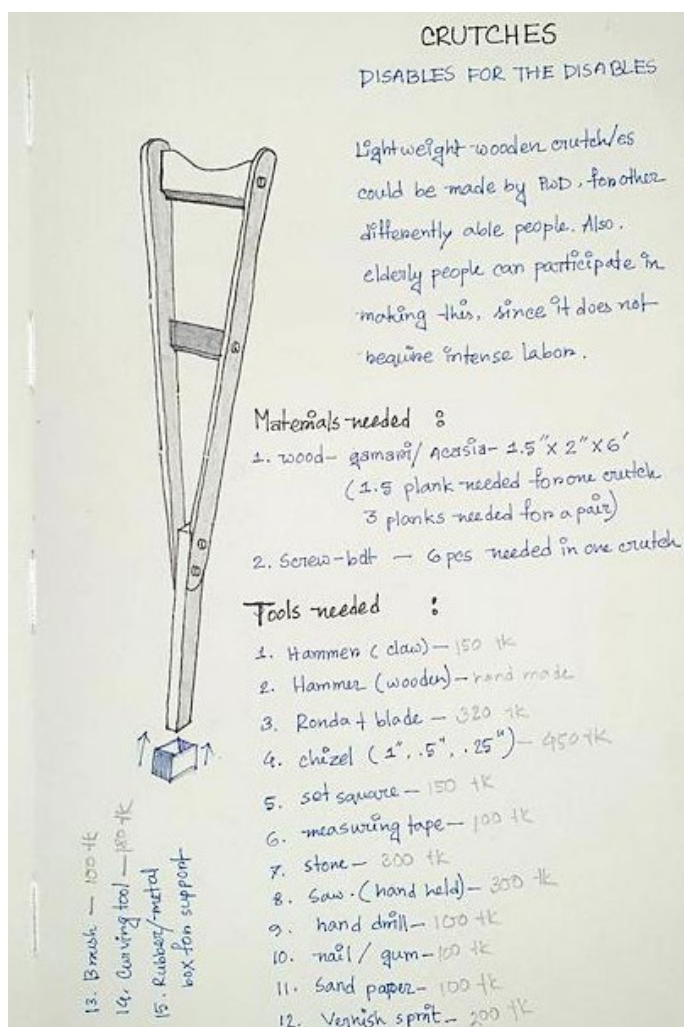 CRUTCHES
DISABLES FOR THE DISABLES
Lightweight wooden crutch/es
could be made by PWD, for other
differently able people. Also,
elderly people can participate in
making this, since it does not
require intense labor.
Materials needed :
1. wood- gamari/ Acasia- 1.5"X 2"X 6'
(1.5 plank needed for one crutch
3 planks needed for a pair)
2. Screw-bolt — 6 pcs needed in one crutch
Tools needed :
1. Hammer (claw) — 150 tk
2. Hammer (wooden) — hand made
3. Ronda + blade — 320 tk
4. chizel (1", .5", .25") — 450 tk
5. set square — 150 tk
6. measuring tape — 100 tk
7. stone — 300 tk
8. Saw. (hand held) — 300 tk
9. hand drill — 100 tk
10. nail / gum — 100 tk
11. Sand paper — 100 tk
12. Vernish sprit — 200 tk
13. Brush — 100 tk
14. Curving tool — 180 tk
15. Rubber/metal
box for support